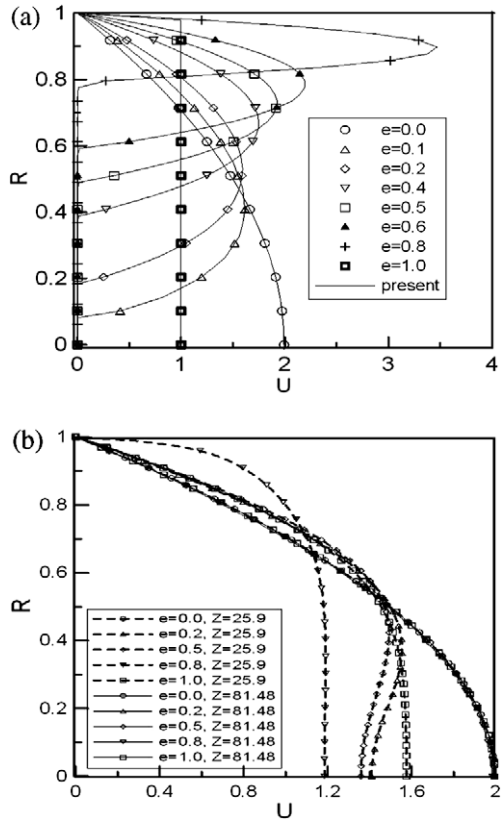 (a)
1
0.8
0.6
0.4
0.2
0
R
0
1
2
3
4
U
e=0.0
e=0.1
e=0.2
e=0.4
e=0.5
e=0.6
e=0.8
e=1.0
present
(b)
1
0.8
0.6
0.4
0.2
0
R
0
0.4
0.8
1.2
1.6
2
U
e=0.0, Z=25.9
e=0.2, Z=25.9
e=0.5, Z=25.9
e=0.8, Z=25.9
e=1.0, Z=25.9
e=0.0, Z=81.48
e=0.2, Z=81.48
e=0.5, Z=81.48
e=0.8, Z=81.48
e=1.0, Z=81.48